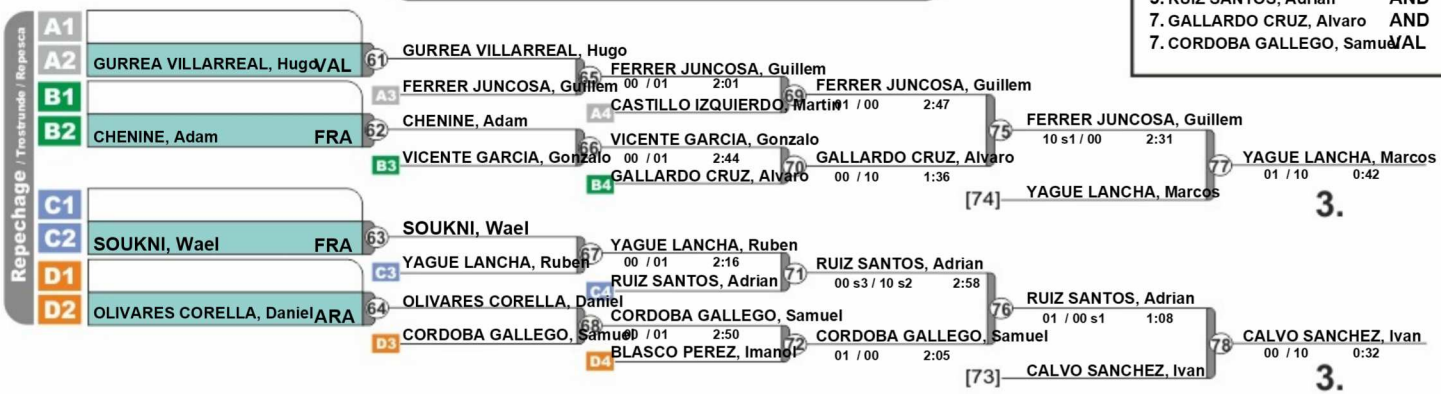 5. RUIZ SANTOS, Adrian AND
7. GALLARDO CRUZ, Alvaro AND
7. CORDOBA GALLEGO, Samuel VAL
Repechage / Trostrunde / Repesca
A1
A2 GURREA VILLARREAL, Hugo VAL
B1
B2 CHENINE, Adam FRA
C1
C2 SOUKNI, Wael FRA
D1
D2 OLIVARES CORELLA, Daniel ARA
61 GURREA VILLARREAL, Hugo
A3 FERRER JUNCOSA, Guillem
62 CHENINE, Adam
B3 VICENTE GARCIA, Gonzalo
63 SOUKNI, Wael
C3 YAGUE LANCHA, Ruben
64 OLIVARES CORELLA, Daniel
D3 CORDOBA GALLEGO, Samuel
65 FERRER JUNCOSA, Guillem
00 / 01 2:01
A4 CASTILLO IZQUIERDO, Martin
66 VICENTE GARCIA, Gonzalo
00 / 01 2:44
B4 GALLARDO CRUZ, Alvaro
67 YAGUE LANCHA, Ruben
00 / 01 2:16
C4 RUIZ SANTOS, Adrian
68 CORDOBA GALLEGO, Samuel
00 / 01 2:50
D4 BLASCO PEREZ, Imanol
69 FERRER JUNCOSA, Guillem
01 / 00 2:47
70 GALLARDO CRUZ, Alvaro
00 / 10 1:36
71 RUIZ SANTOS, Adrian
00 s3 / 10 s2 2:58
72 CORDOBA GALLEGO, Samuel
01 / 00 2:05
75 FERRER JUNCOSA, Guillem
10 s1 / 00 2:31
[74] YAGUE LANCHA, Marcos
76 RUIZ SANTOS, Adrian
01 / 00 s1 1:08
[73] CALVO SANCHEZ, Ivan
77 YAGUE LANCHA, Marcos
01 / 10 0:42
3.
78 CALVO SANCHEZ, Ivan
00 / 10 0:32
3.